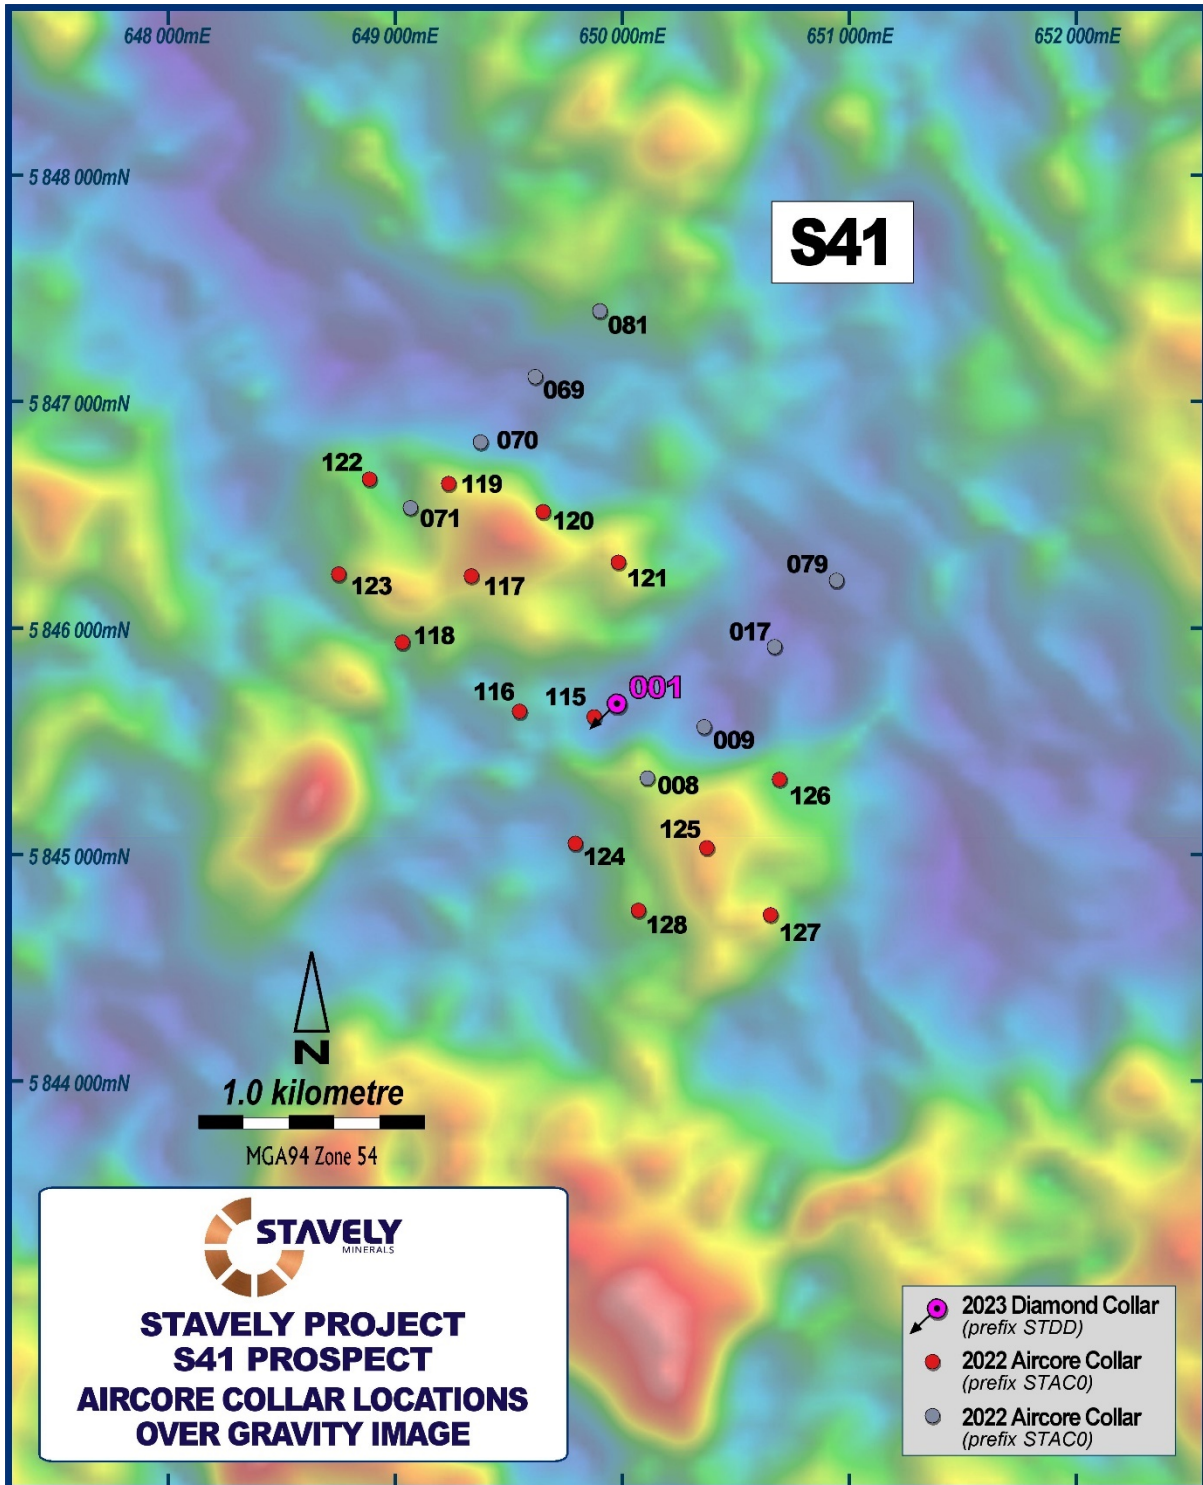 648 000mE 649 000mE 650 000mE 651 000mE 652 000mE
5 848 000mN
S41
081
069
5 847 000mN
070
122
119
071
120
079
121
123
117
5 846 000mN
118
017
001
116
115
009
008
126
125
5 845 000mN
124
128
127
N
5 844 000mN
1.0 kilometre
MGA94 Zone 54
STAVELY
MINERALS
STAVELY PROJECT
S41 PROSPECT
AIRCORE COLLAR LOCATIONS
OVER GRAVITY IMAGE
2023 Diamond Collar
(prefix STDD)
2022 Aircore Collar
(prefix STAC0)
2022 Aircore Collar
(prefix STAC0)